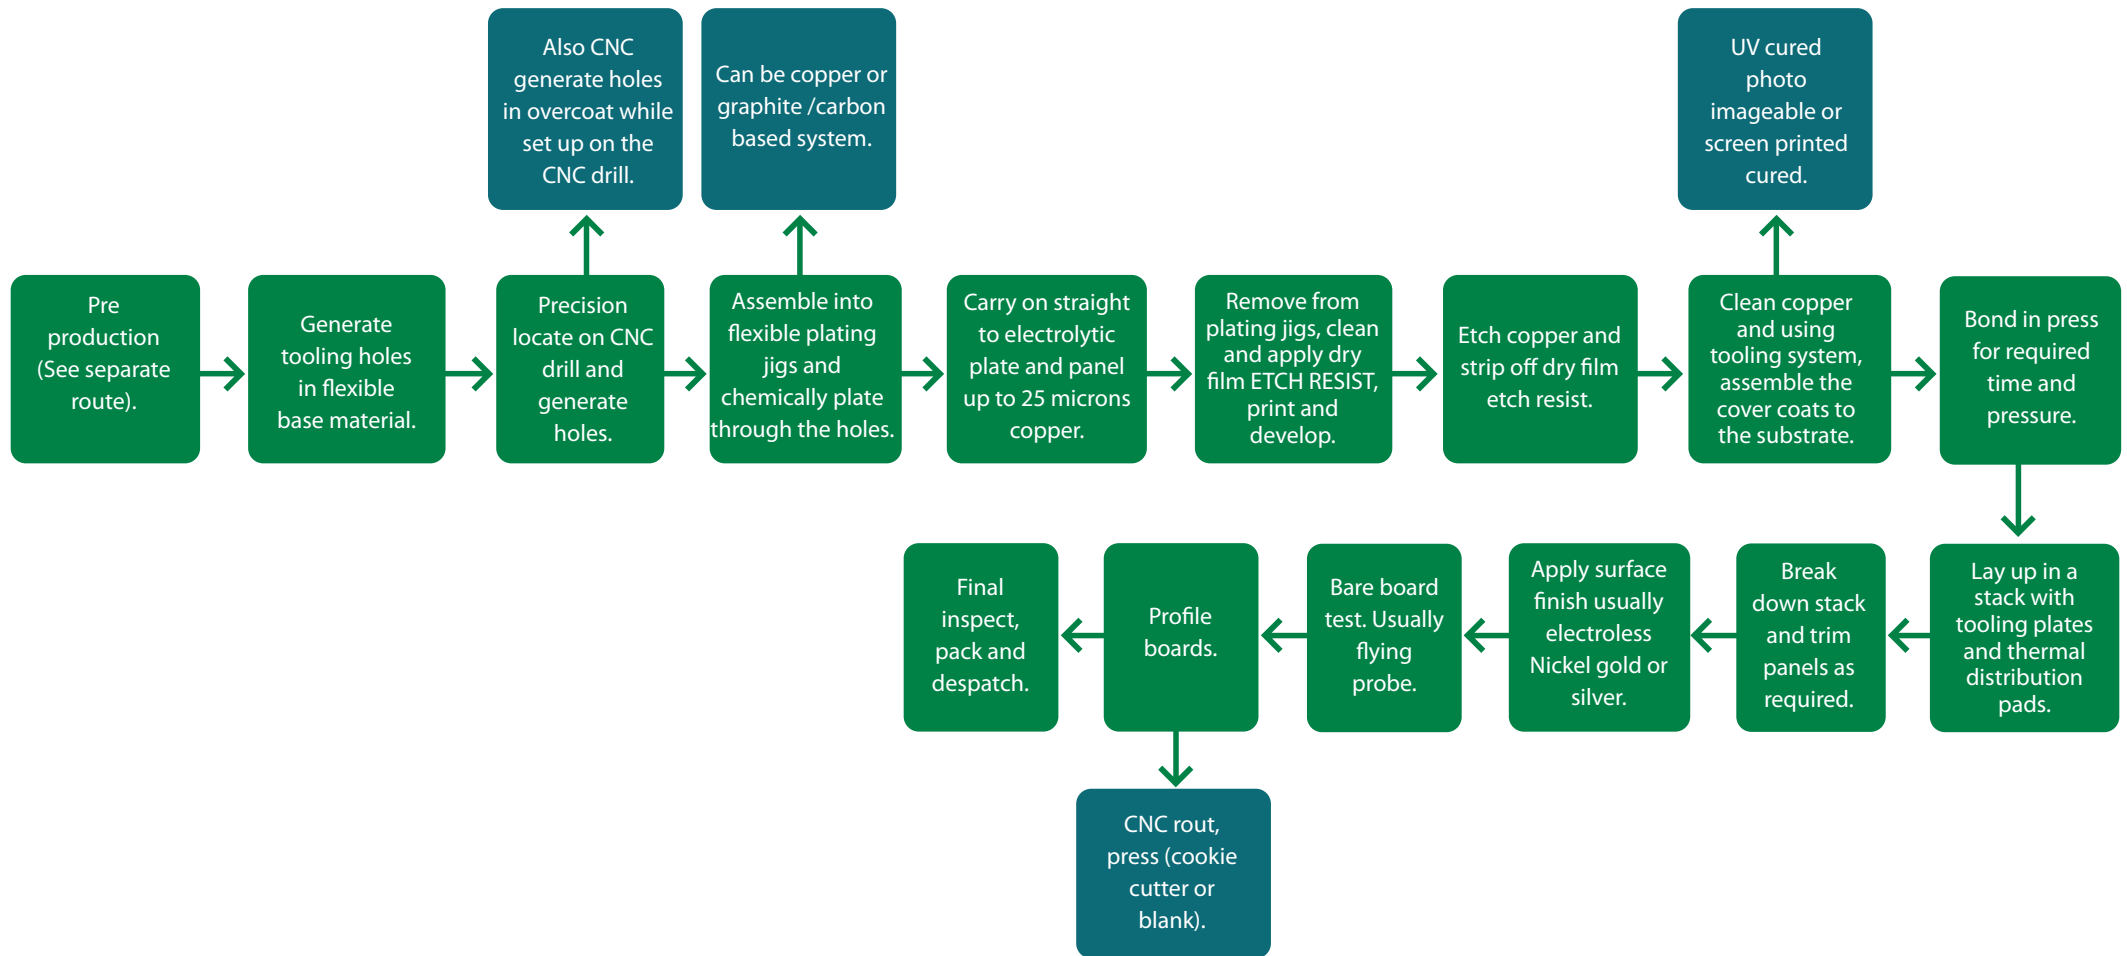 Also CNC
generate holes
in overcoat while
set up on the
CNC drill.
Can be copper or
graphite /carbon
based system.
UV cured
photo
imageable or
screen printed
cured.
Pre
production
(See separate
route).
Generate
tooling holes
in flexible
base material.
Precision
locate on CNC
drill and
generate
holes.
Assemble into
flexible plating
jigs and
chemically plate
through the holes.
Carry on straight
to electrolytic
plate and panel
up to 25 microns
copper.
Remove from
plating jigs, clean
and apply dry
film ETCH RESIST,
print and
develop.
Etch copper and
strip off dry film
etch resist.
Clean copper
and using
tooling system,
assemble the
cover coats to
the substrate.
Bond in press
for required
time and
pressure.
Lay up in a
stack with
tooling plates
and thermal
distribution
pads.
Break
down stack
and trim
panels as
required.
Apply surface
finish usually
electroless
Nickel gold or
silver.
Bare board
test. Usually
flying
probe.
Profile
boards.
Final
inspect,
pack and
despatch.
CNC rout,
press (cookie
cutter or
blank).